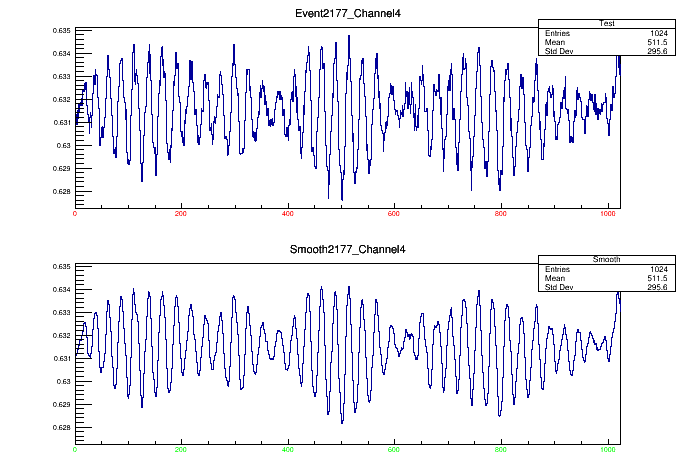 Event2177_Channel4
Test
Entries 1024
Mean 511.5
Std Dev 295.6
0.635
0.634
0.633
0.632
0.631
0.63
0.629
0.628
0 200 400 600 800 1000
Smooth2177_Channel4
Smooth
Entries 1024
Mean 511.5
Std Dev 295.6
0.635
0.634
0.633
0.632
0.631
0.63
0.629
0.628
0 200 400 600 800 1000